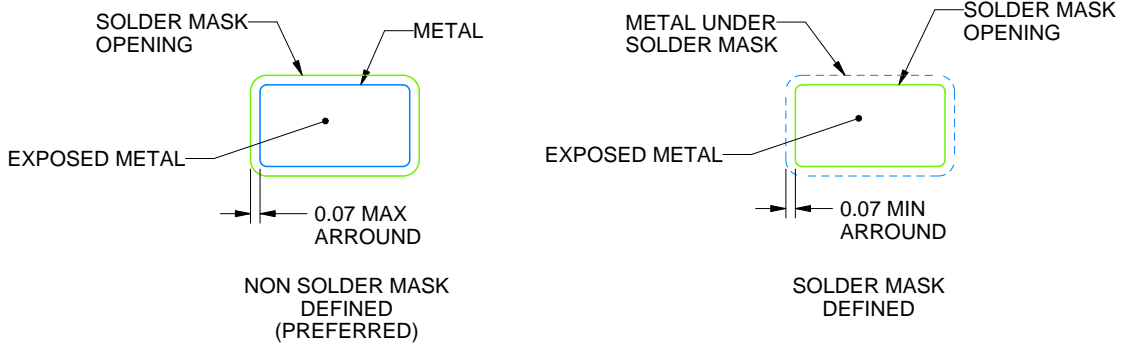 SOLDER MASK
OPENING
METAL
EXPOSED METAL
0.07 MAX
ARROUND
NON SOLDER MASK
DEFINED
(PREFERRED)
METAL UNDER
SOLDER MASK
SOLDER MASK
OPENING
EXPOSED METAL
0.07 MIN
ARROUND
SOLDER MASK
DEFINED